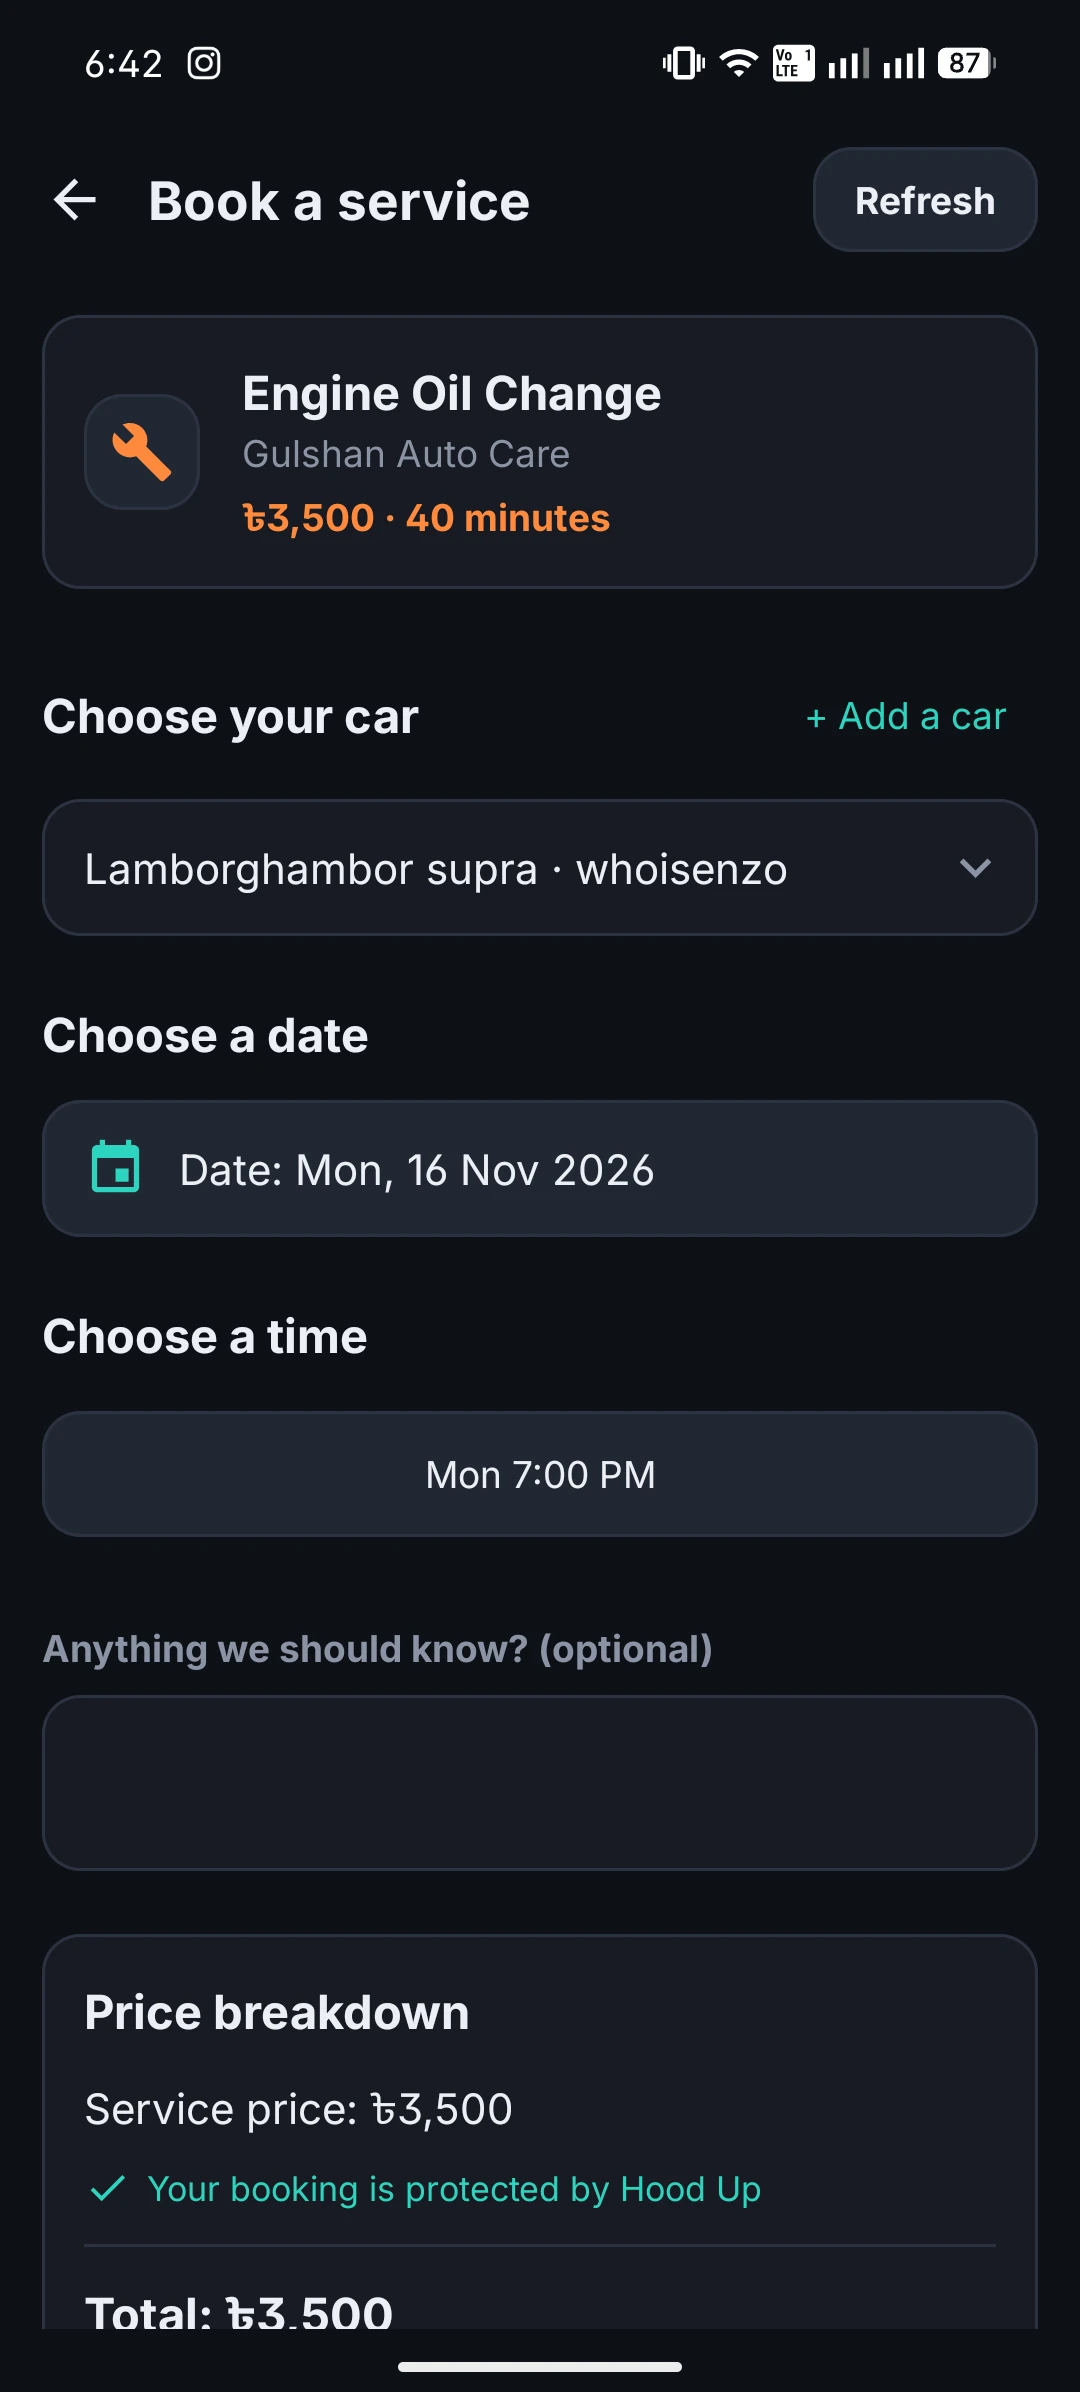 6:42
Vo 1
LTE
87
Book a service
Refresh
Engine Oil Change
Gulshan Auto Care
৳3,500 · 40 minutes
Choose your car
+ Add a car
Lamborghambor supra · whoisenzo
Choose a date
Date: Mon, 16 Nov 2026
Choose a time
Mon 7:00 PM
Anything we should know? (optional)
Price breakdown
Service price: ৳3,500
Your booking is protected by Hood Up
Total: ৳3,500